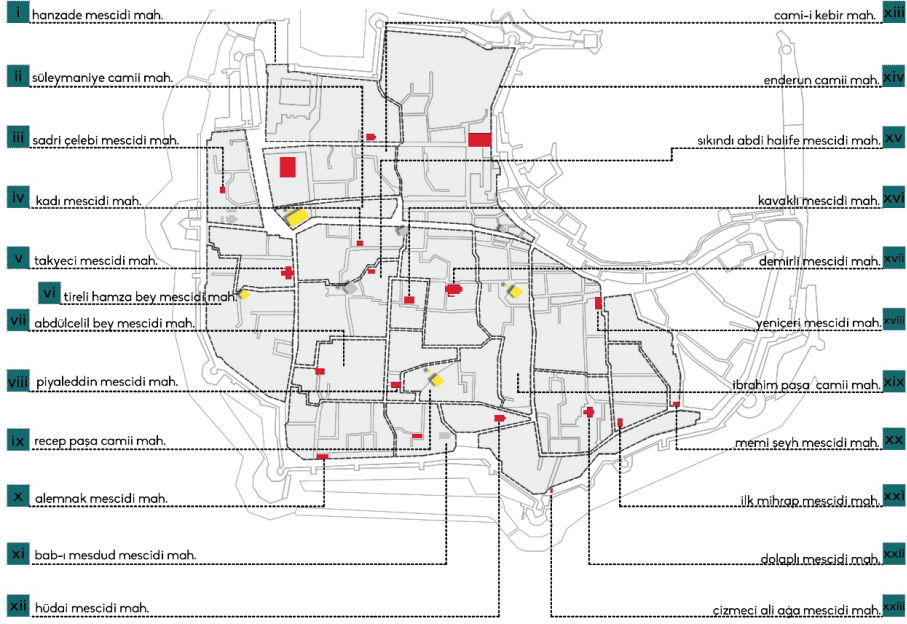 i hanzade mescidi mah.
ii süleymaniye camii mah.
iii sadri çelebi mescidi mah.
iv kadı mescidi mah.
v takyeci mescidi mah.
vi tireli hamza bey mescidi mah.
vii abdülcelil bey mescidi mah.
viii piyaleddin mescidi mah.
ix recep paşa camii mah.
x alemnak mescidi mah.
xi bab-ı mesdud mescidi mah.
xii hüdai mescidi mah.
cami-i kebir mah. xiii
enderun camii mah. xiv
sıkındı abdi halife mescidi mah. xv
kavaklı mescidi mah. xvi
demirli mescidi mah. xvii
yeniçeri mescidi mah. xviii
ibrahim paşa camii mah. xix
memi şeyh mescidi mah. xx
ilk mihrap mescidi mah. xxi
dolaplı mescidi mah. xxii
çizmeci ali ağa mescidi mah. xxiii